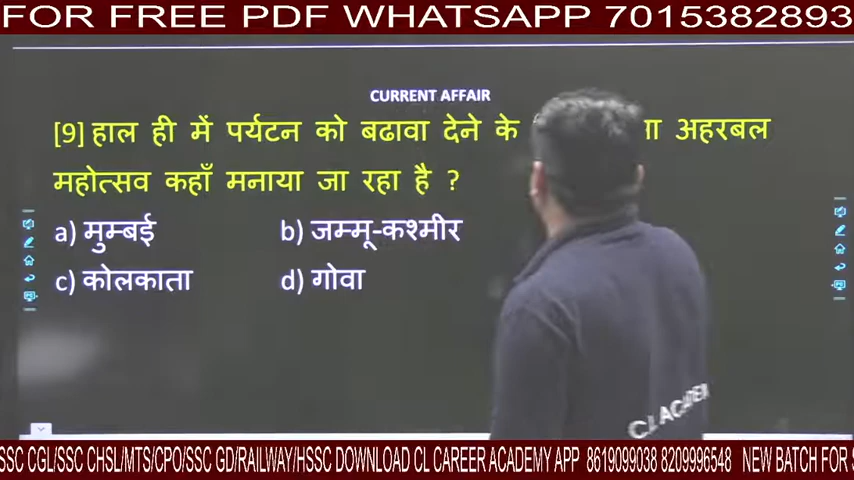 FOR FREE PDF WHATSAPP 7015382893
CURRENT AFFAIR
[9] हाल ही में पर्यटन को बढावा देने के अहरबल
महोत्सव कहाँ मनाया जा रहा है ?
a) मुम्बई b) जम्मू-कश्मीर
c) कोलकाता d) गोवा
CL ACADEM
SSC CGL/SSC CHSL/MTS/CPO/SSC GD/RAILWAY/HSSC DOWNLOAD CL CAREER ACADEMY APP 8619099038 8209996548 NEW BATCH FOR